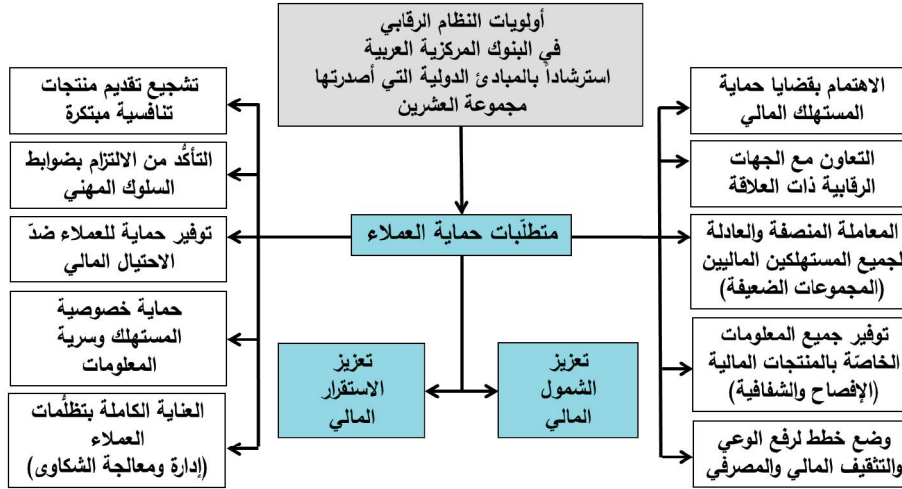 أولويات النظام الرقابي
في البنوك المركزية العربية
استرشاداً بالمبادئ الدولية التي أصدرتها
مجموعة العشرين
الاهتمام بقضايا حماية
المستهلك المالي
التعاون مع الجهات
الرقابية ذات العلاقة
المعاملة المنصفة والعادلة
لجميع المستهلكين الماليين
(المجموعات الضعيفة)
توفير جميع المعلومات
الخاصّة بالمنتجات المالية
(الإفصاح والشفافية)
وضع خطط لرفع الوعي
والتثقيف المالي والمصرفي
متطلّبات حماية العملاء
تعزيز
الشمول
المالي
تعزيز
الاستقرار
المالي
تشجيع تقديم منتجات
تنافسية مبتكرة
التأكُّد من الالتزام بضوابط
السلوك المهني
توفير حماية للعملاء ضدّ
الاحتيال المالي
حماية خصوصية
المستهلك وسرية
المعلومات
العناية الكاملة بتظلُّمات
العملاء
(إدارة ومعالجة الشكاوى)